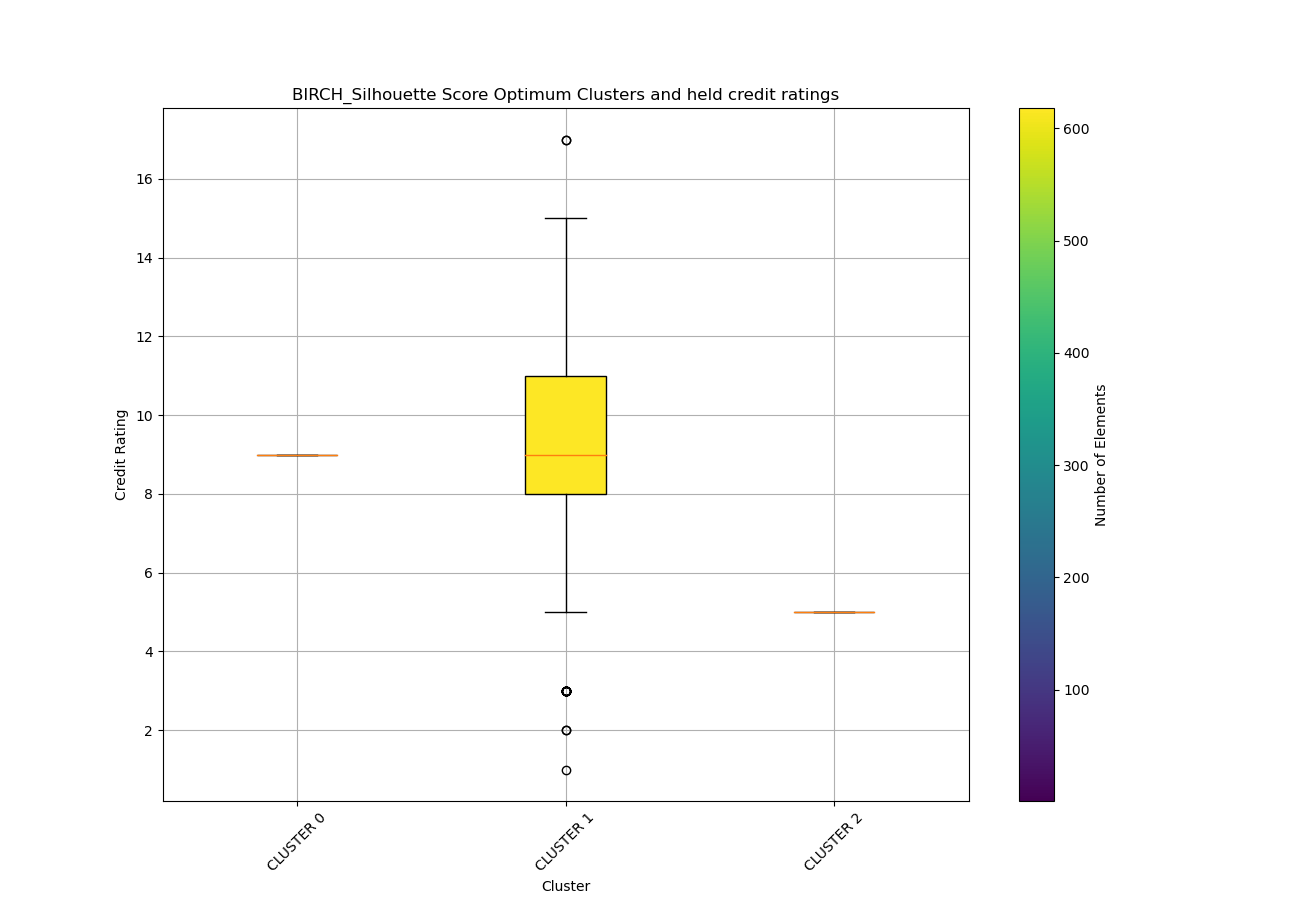 BIRCH_Silhouette Score Optimum Clusters and held credit ratings
16
14
12
10
8
6
4
2
Credit Rating
CLUSTER 0
CLUSTER 1
CLUSTER 2
Cluster
600
500
400
300
200
100
Number of Elements